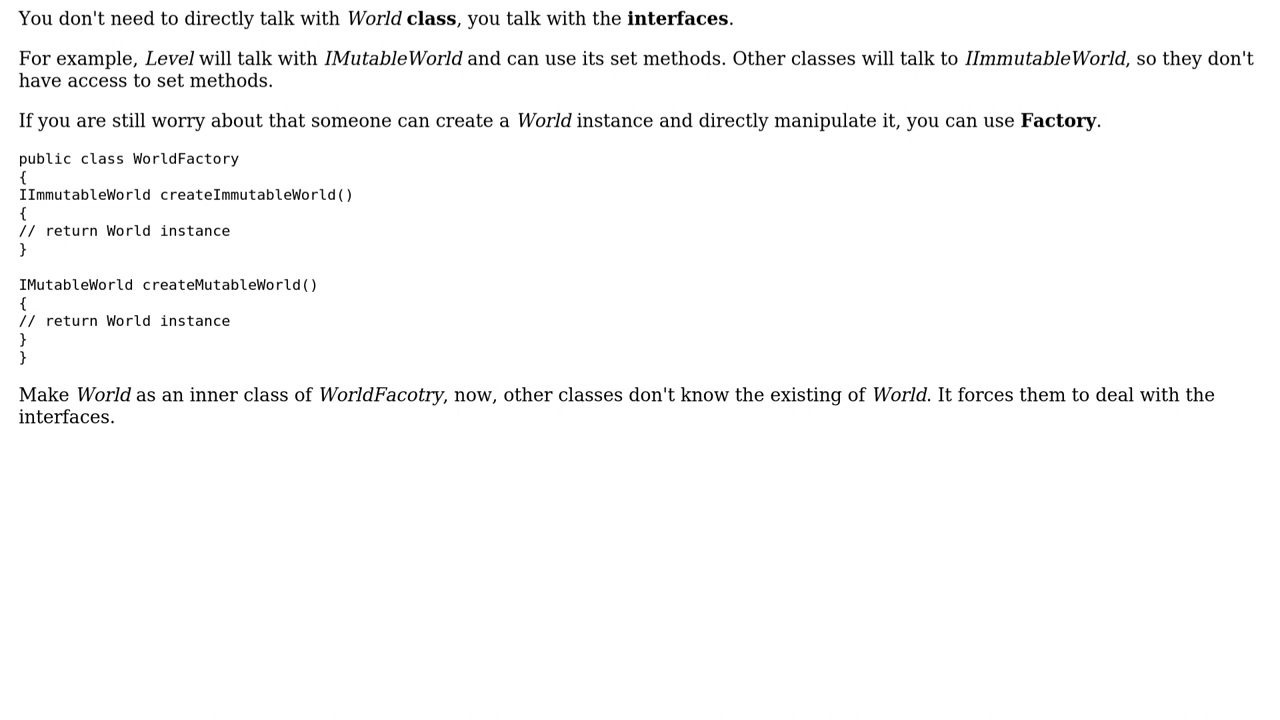 You don't need to directly talk with World class, you talk with the interfaces.
For example, Level will talk with IMutableWorld and can use its set methods. Other classes will talk to IImmutableWorld, so they don't
have access to set methods.
If you are still worry about that someone can create a World instance and directly manipulate it, you can use Factory.
public class WorldFactory
{
IImmutableWorld createImmutableWorld()
{
// return World instance
}
IMutableWorld createMutableWorld()
{
// return World instance
}
}
Make World as an inner class of WorldFacotry, now, other classes don't know the existing of World. It forces them to deal with the
interfaces.